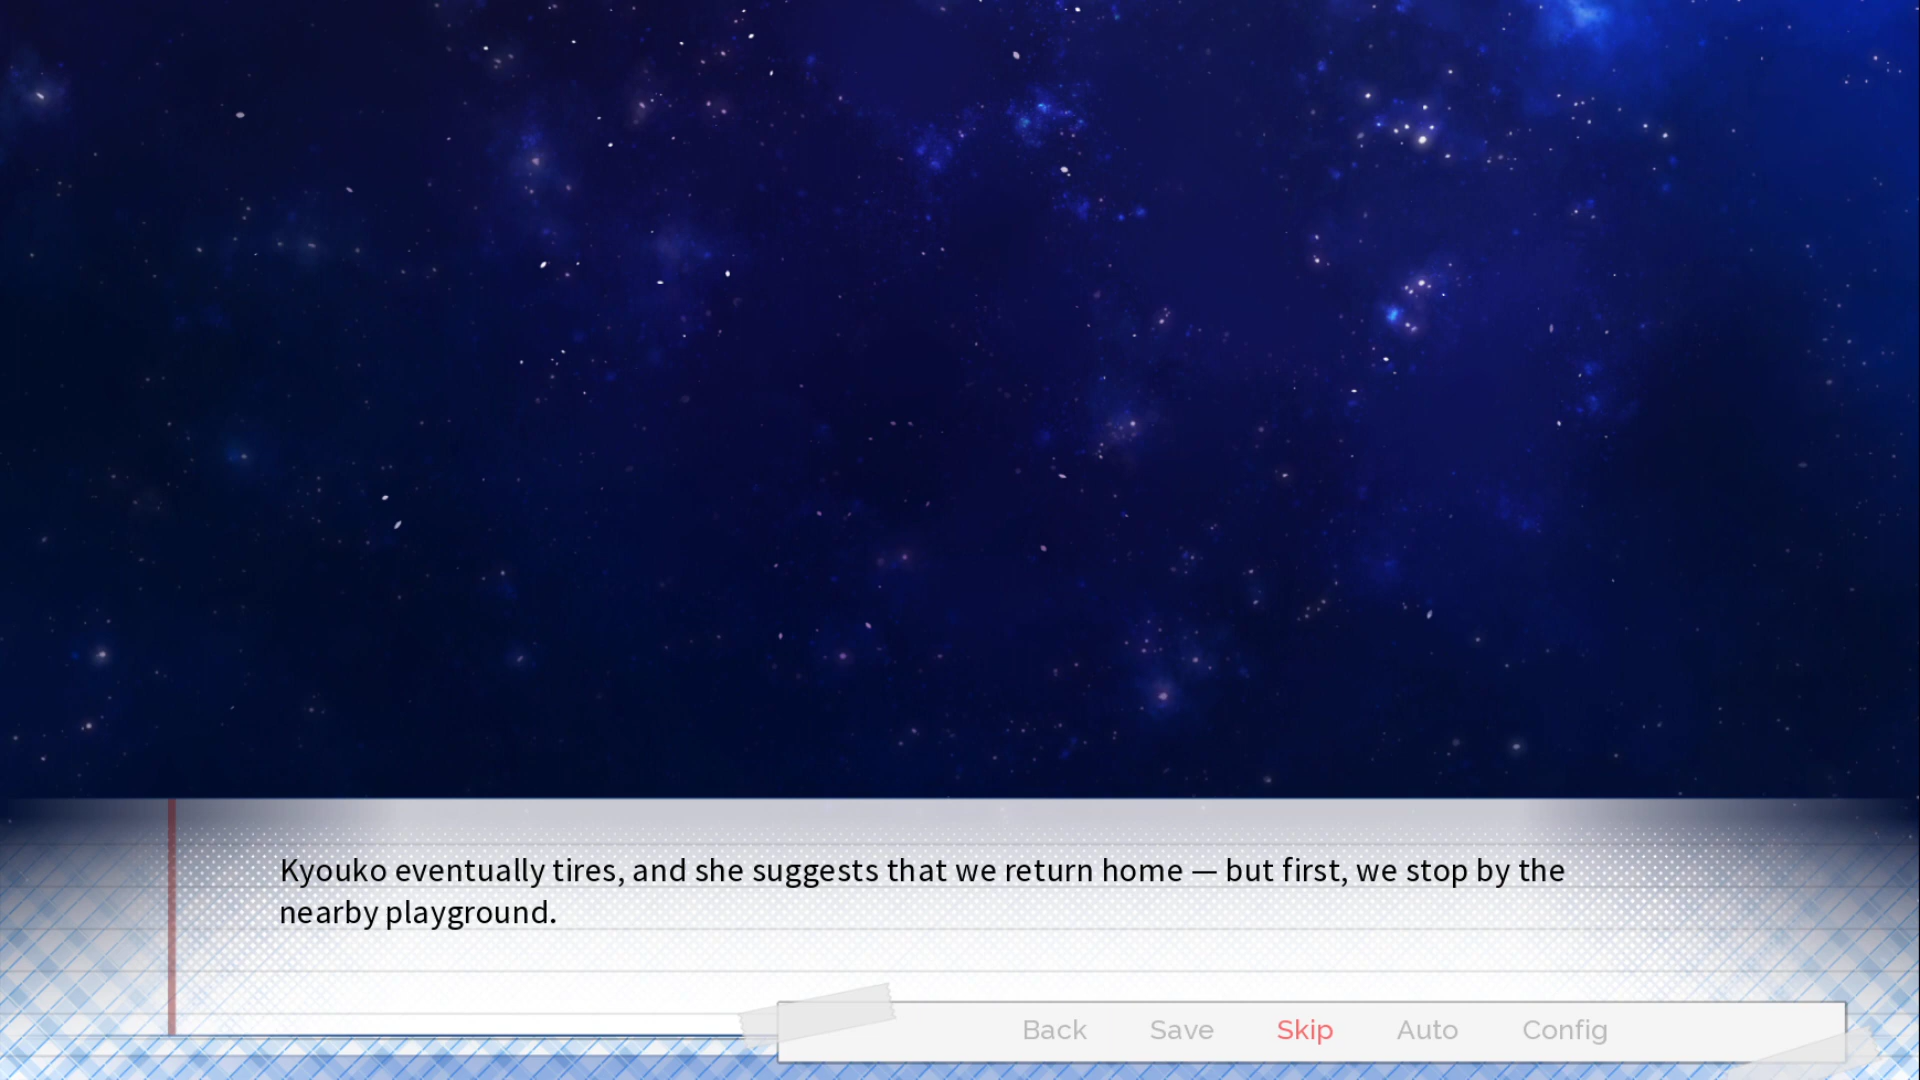 Kyouko eventually tires, and she suggests that we return home — but first, we stop by the
nearby playground.
Back Save Skip Auto Config